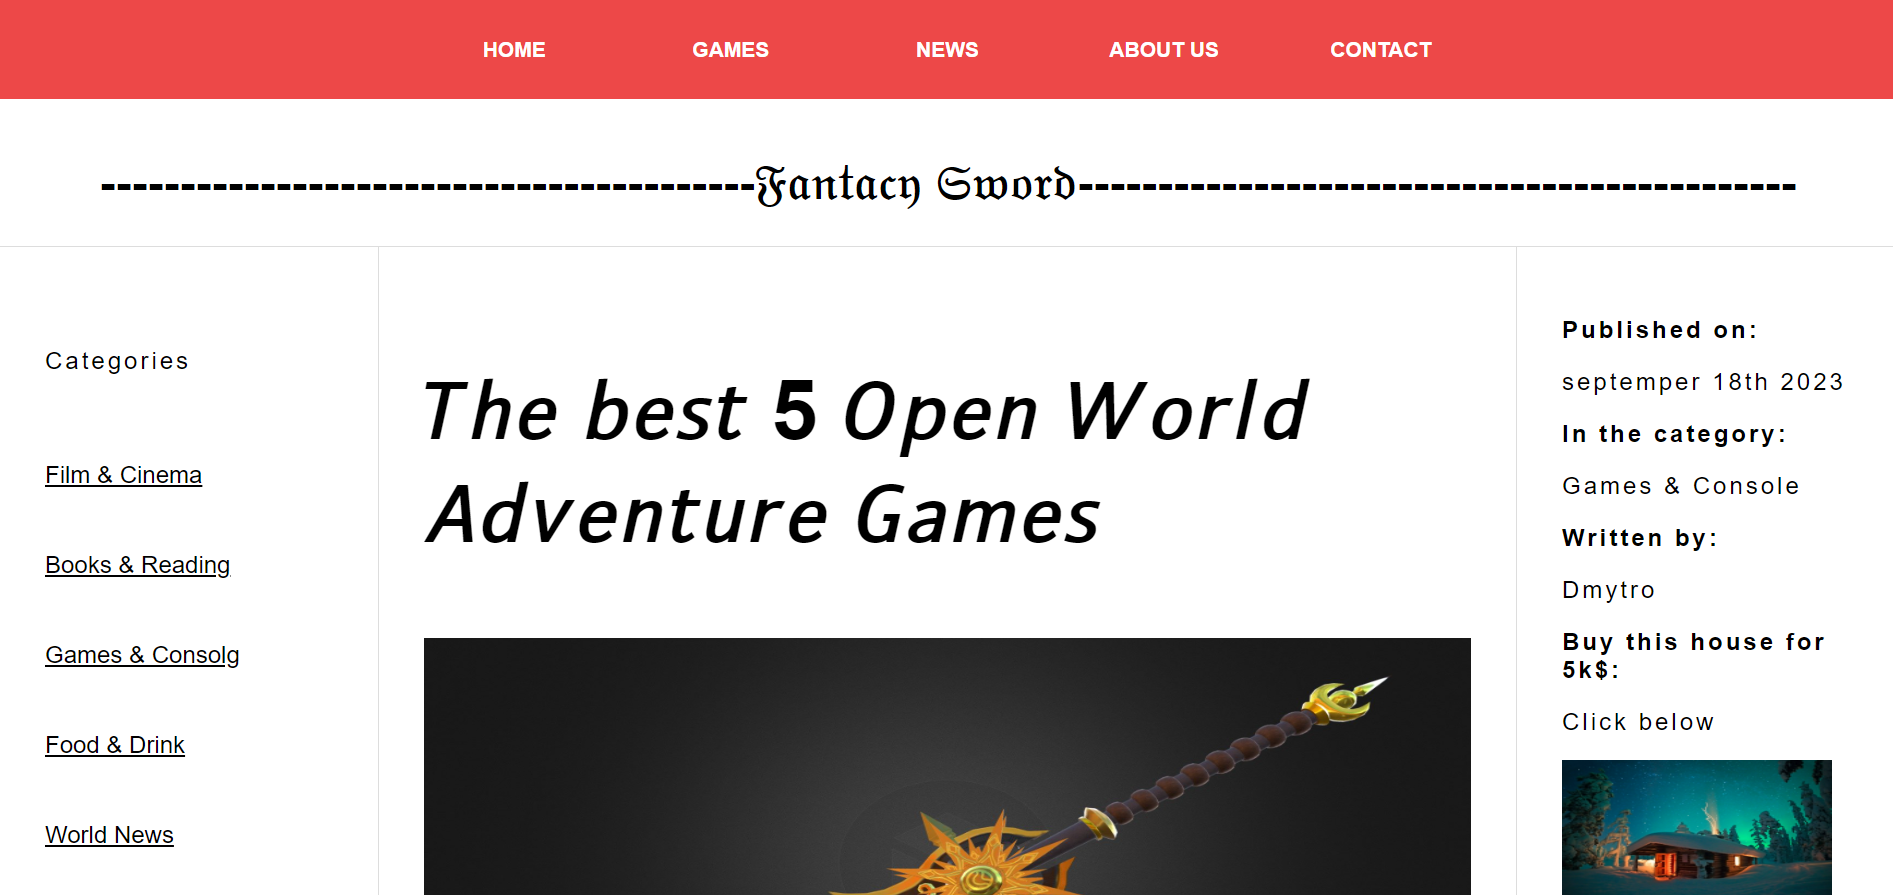 HOME GAMES NEWS ABOUT US CONTACT
-----------------------------------------Fantacy Sword---------------------------------------------
Categories
Film & Cinema
Books & Reading
Games & Consolg
Food & Drink
World News
The best 5 Open World
Adventure Games
Published on:
septemper 18th 2023
In the category:
Games & Console
Written by:
Dmytro
Buy this house for
5k$:
Click below